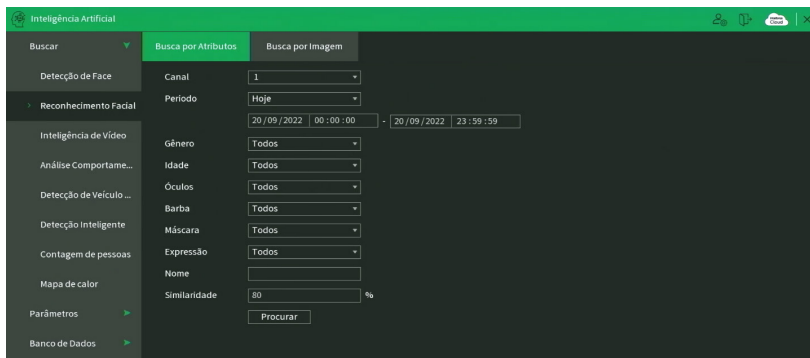 Inteligência Artificial
Buscar
Detecção de Face
Reconhecimento Facial
Inteligência de Vídeo
Análise Comportame...
Detecção de Veículo ...
Detecção Inteligente
Contagem de pessoas
Mapa de calor
Parâmetros
Banco de Dados
Busca por Atributos
Busca por Imagem
Canal 1
Periodo Hoje
20/09/2022 00:00:00 - 20/09/2022 23:59:59
Gênero Todos
Idade Todos
Óculos Todos
Barba Todos
Máscara Todos
Expressão Todos
Nome
Similaridade 80 %
Procurar